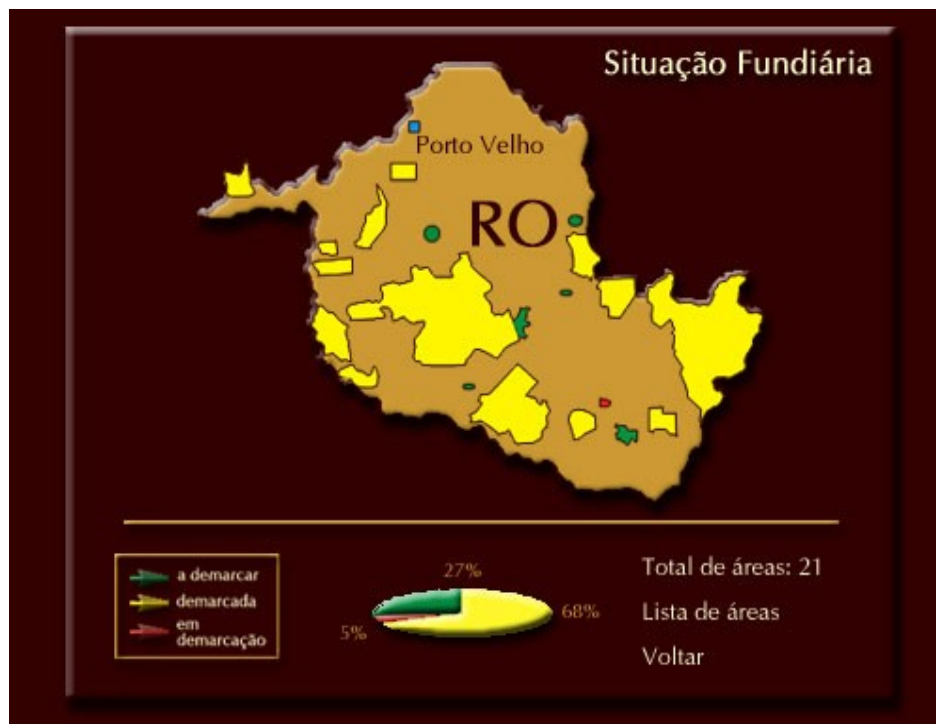 Situação Fundiária
Porto Velho
RO
a demarcar
demarcada
em
demarcação
27%
68%
5%
Total de áreas: 21
Lista de áreas
Voltar